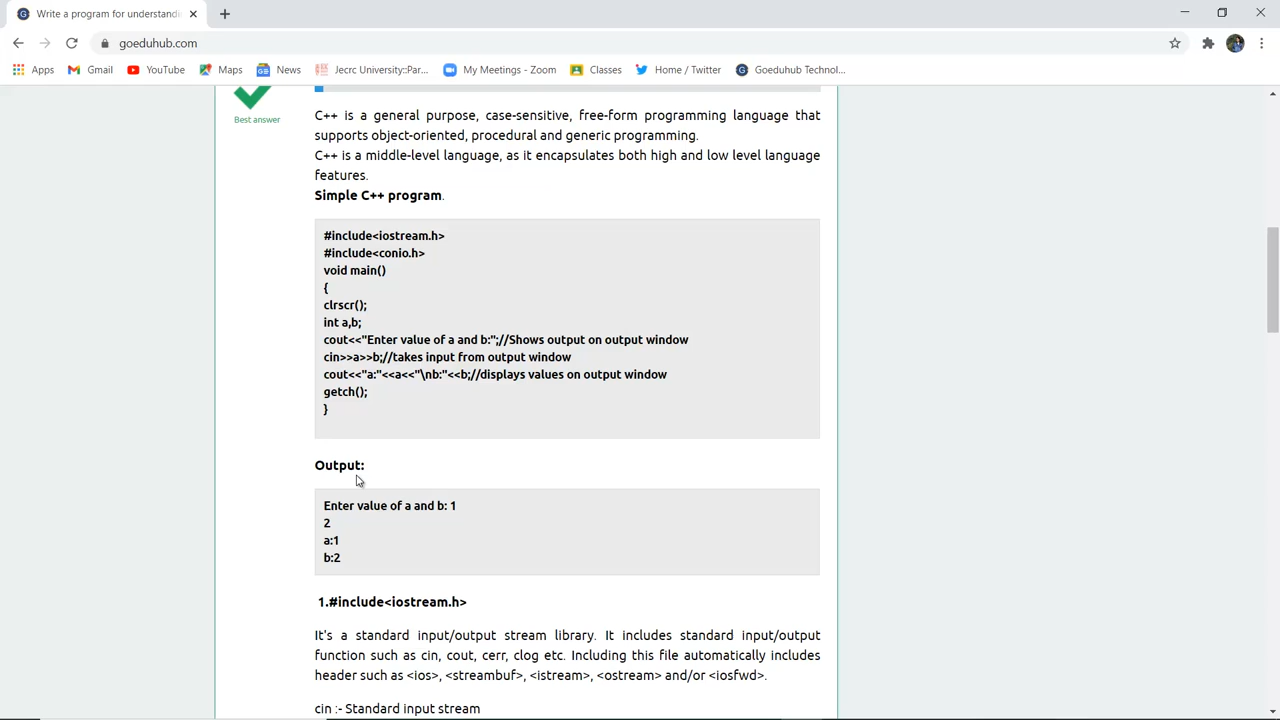 Write a program for understandi
goeduhub.com
Apps
Gmail
YouTube
Maps
News
Jecrc University::Par...
My Meetings - Zoom
Classes
Home / Twitter
Goeduhub Technol...
Best answer
C++ is a general purpose, case-sensitive, free-form programming language that
supports object-oriented, procedural and generic programming.
C++ is a middle-level language, as it encapsulates both high and low level language
features.
Simple C++ program.
#include<iostream.h>
#include<conio.h>
void main()
{
clrscr();
int a,b;
cout<<"Enter value of a and b:";//Shows output on output window
cin>>a>>b;//takes input from output window
cout<<"a:"<<a<<"\nb:"<<b;//displays values on output window
getch();
}
Output:
Enter value of a and b: 1
2
a:1
b:2
1.#include<iostream.h>
It's a standard input/output stream library. It includes standard input/output
function such as cin, cout, cerr, clog etc. Including this file automatically includes
header such as <ios>, <streambuf>, <istream>, <ostream> and/or <iosfwd>.
cin :- Standard input stream